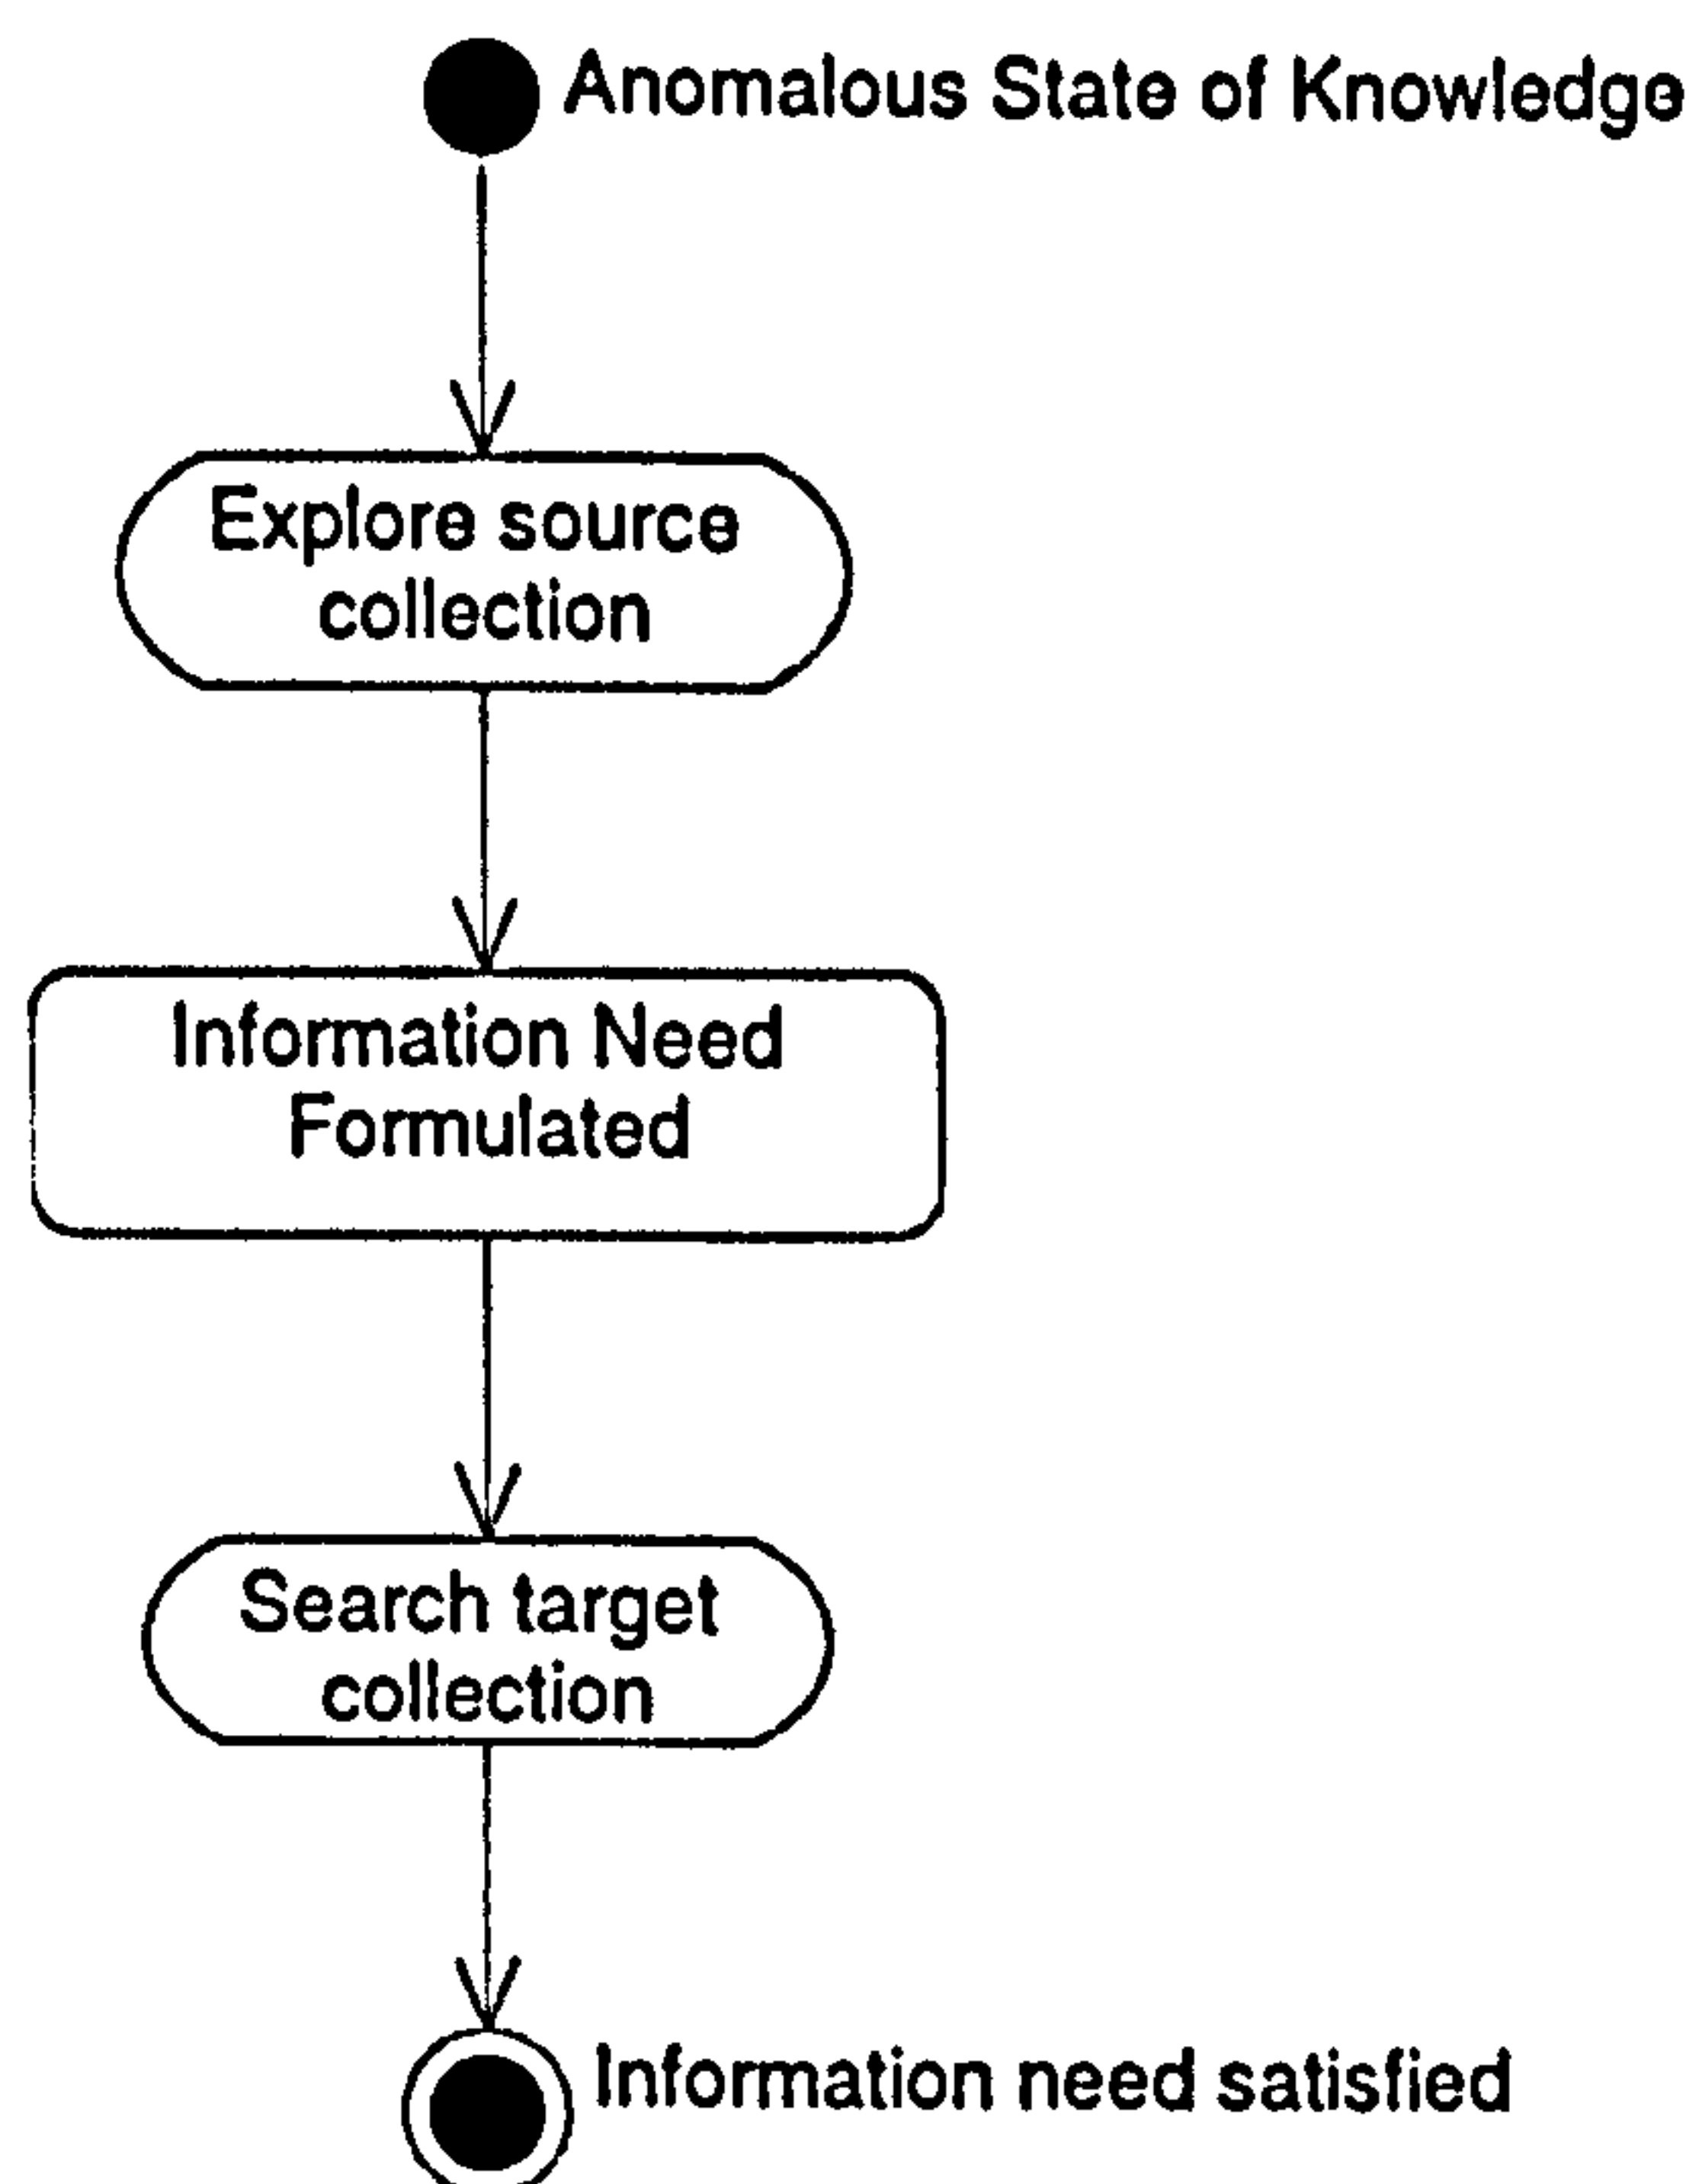 Anomalous State of Knowledge
Explore source
collection
Information Need
Formulated
Search target
collection
Information need satisfied